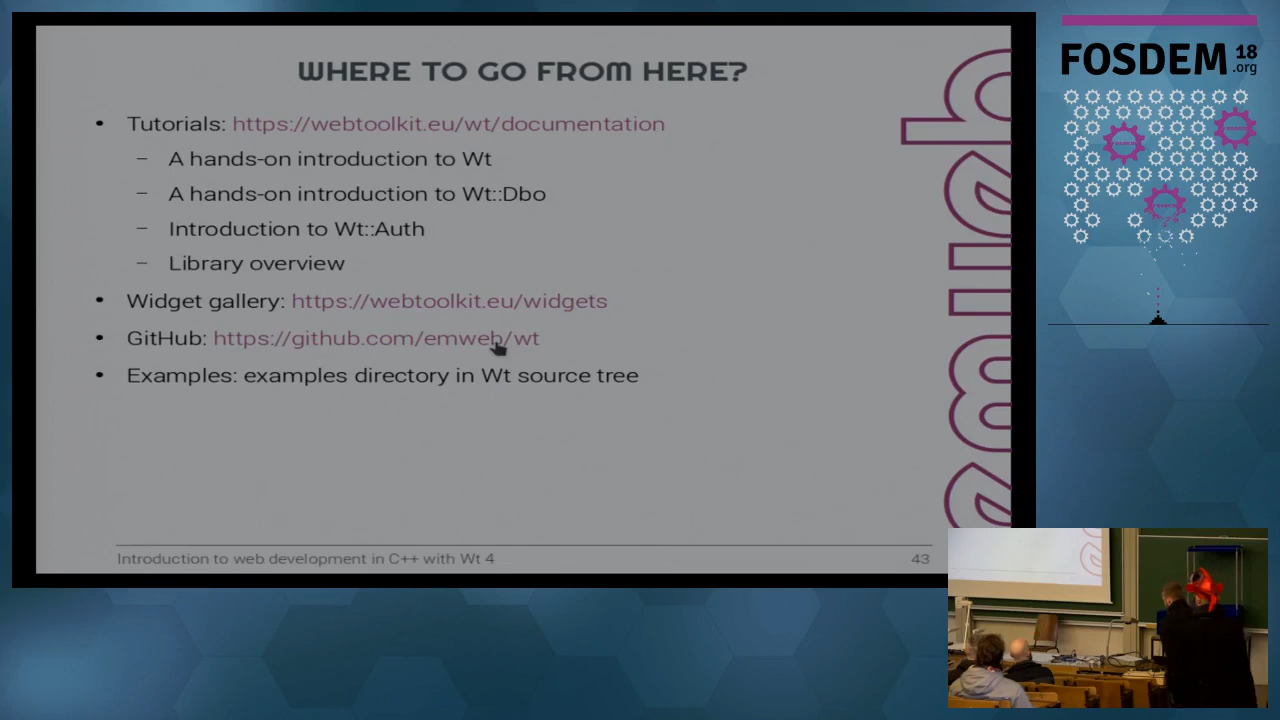 WHERE TO GO FROM HERE?
• Tutorials: https://webtoolkit.eu/wt/documentation
– A hands-on introduction to Wt
– A hands-on introduction to Wt::Dbo
– Introduction to Wt::Auth
– Library overview
• Widget gallery: https://webtoolkit.eu/widgets
• GitHub: https://github.com/emweb/wt
• Examples: examples directory in Wt source tree
Introduction to web development in C++ with Wt 4
43
emweb
FOSDEM 18
.org